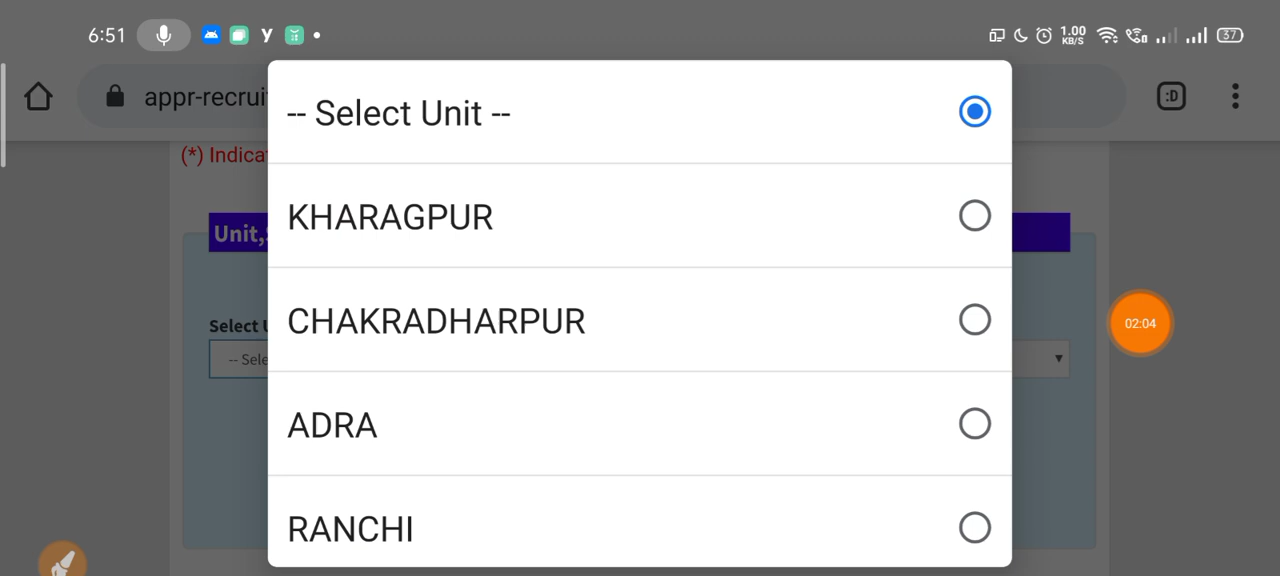 6:51
y
1.00
KB/S
37
appr-recrui
:D
-- Select Unit --
(*) Indica
KHARAGPUR
Unit,
CHAKRADHARPUR
Select U
02:04
-- Sele
ADRA
RANCHI